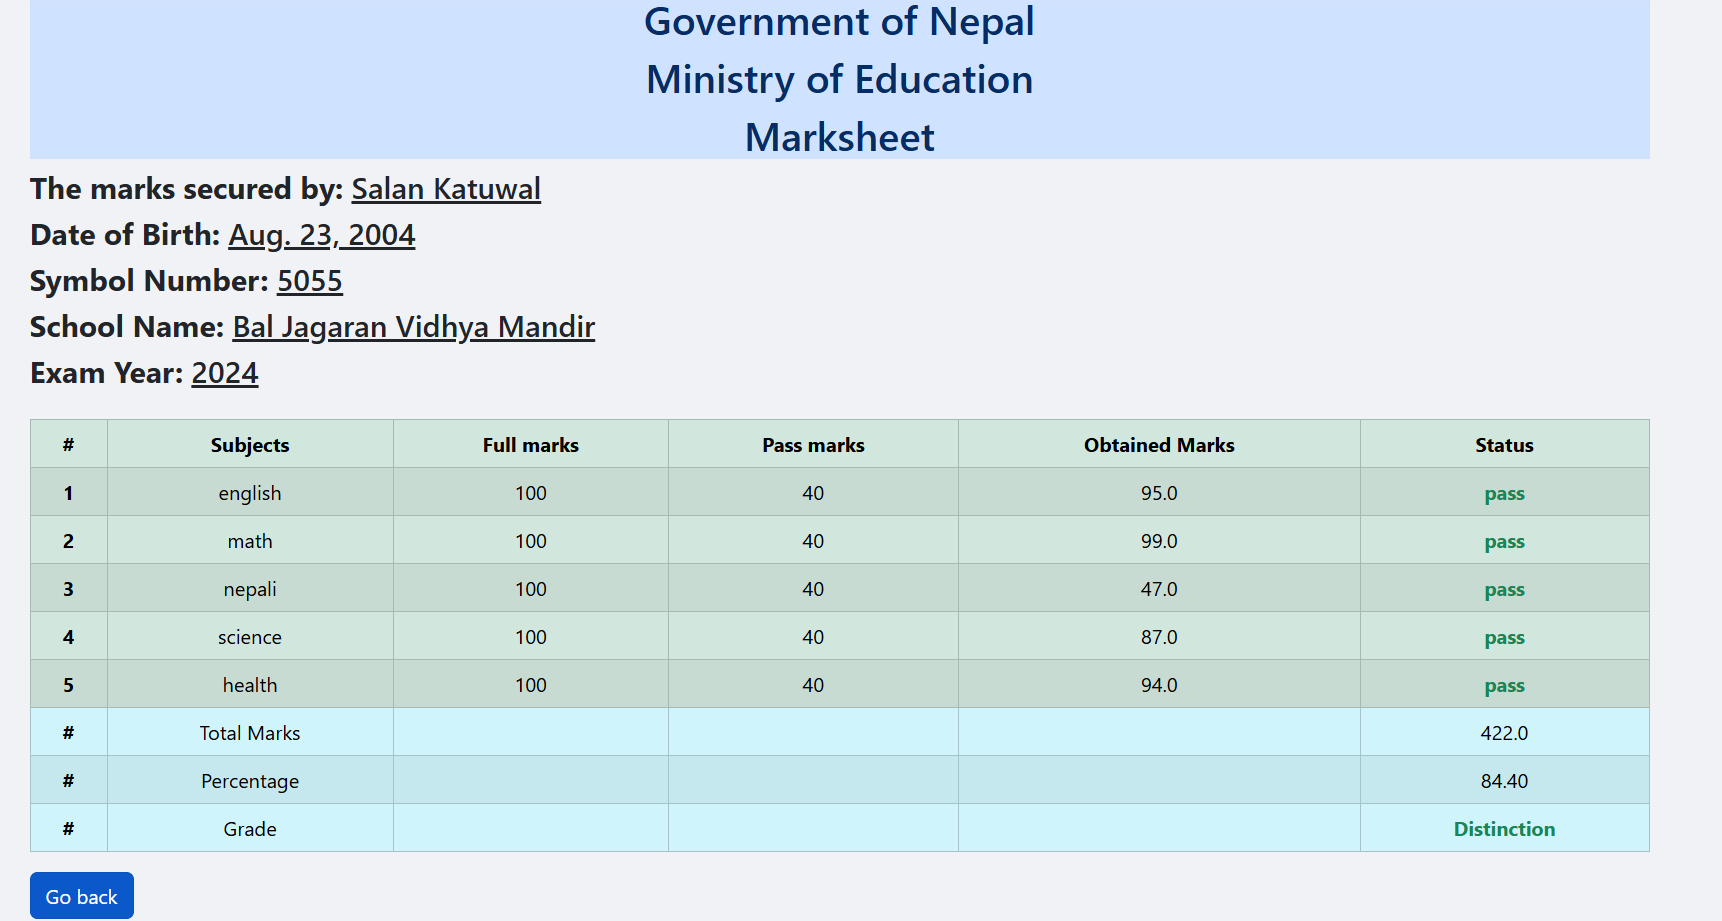 Government of Nepal
Ministry of Education
Marksheet
The marks secured by: Salan Katuwal
Date of Birth: Aug. 23, 2004
Symbol Number: 5055
School Name: Bal Jagaran Vidhya Mandir
Exam Year: 2024
# Subjects Full marks Pass marks Obtained Marks Status
1 english 100 40 95.0 pass
2 math 100 40 99.0 pass
3 nepali 100 40 47.0 pass
4 science 100 40 87.0 pass
5 health 100 40 94.0 pass
# Total Marks 422.0
# Percentage 84.40
# Grade Distinction
Go back